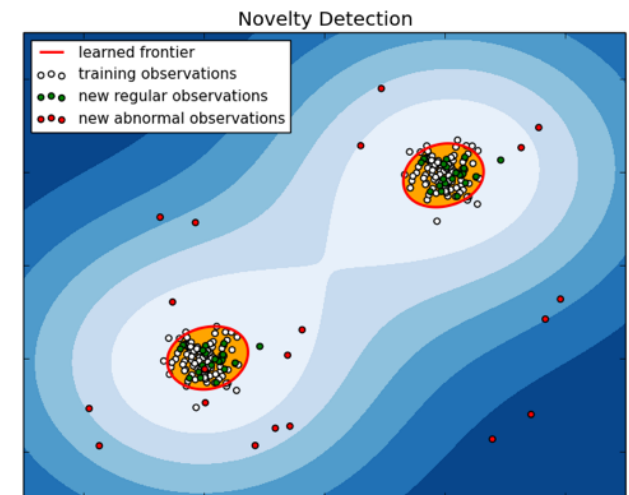 Novelty Detection
learned frontier
training observations
new regular observations
new abnormal observations